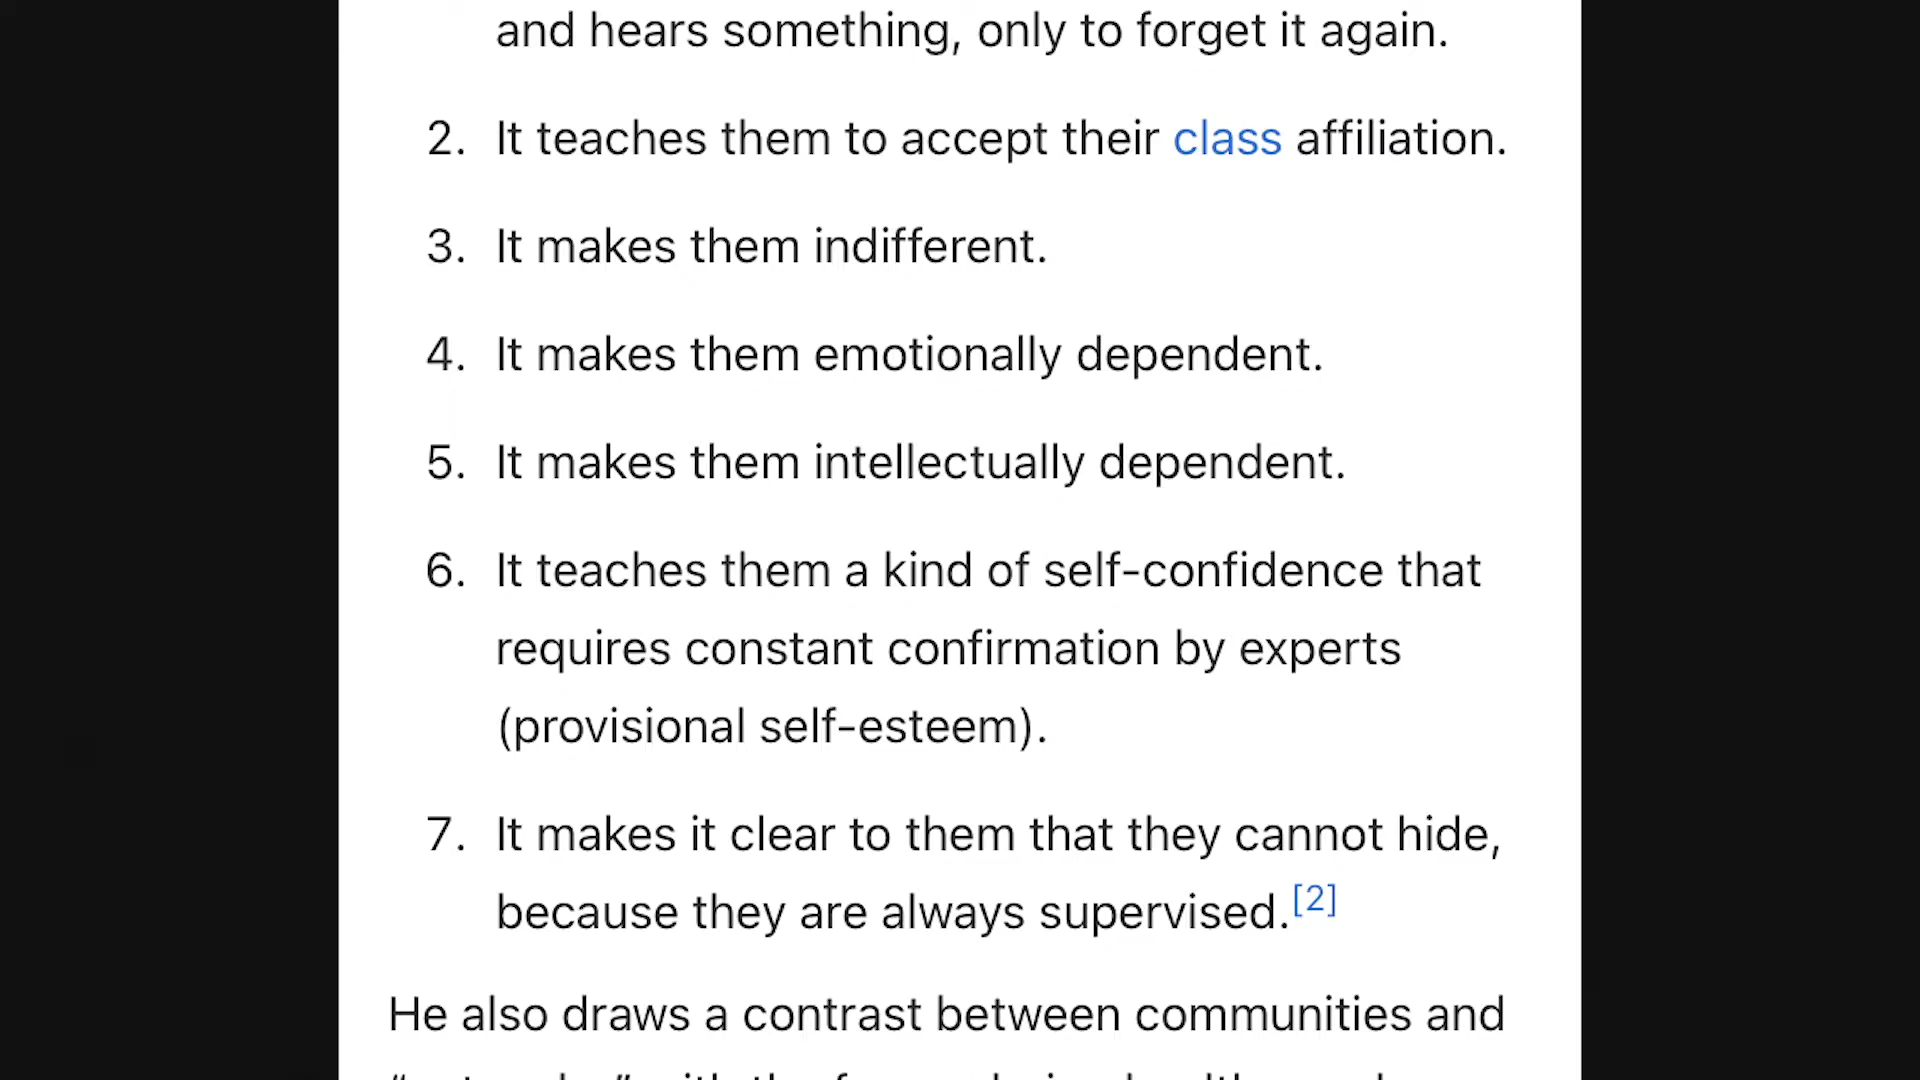 and hears something, only to forget it again.
2. It teaches them to accept their class affiliation.
3. It makes them indifferent.
4. It makes them emotionally dependent.
5. It makes them intellectually dependent.
6. It teaches them a kind of self-confidence that
requires constant confirmation by experts
(provisional self-esteem).
7. It makes it clear to them that they cannot hide,
because they are always supervised.[2]
He also draws a contrast between communities and